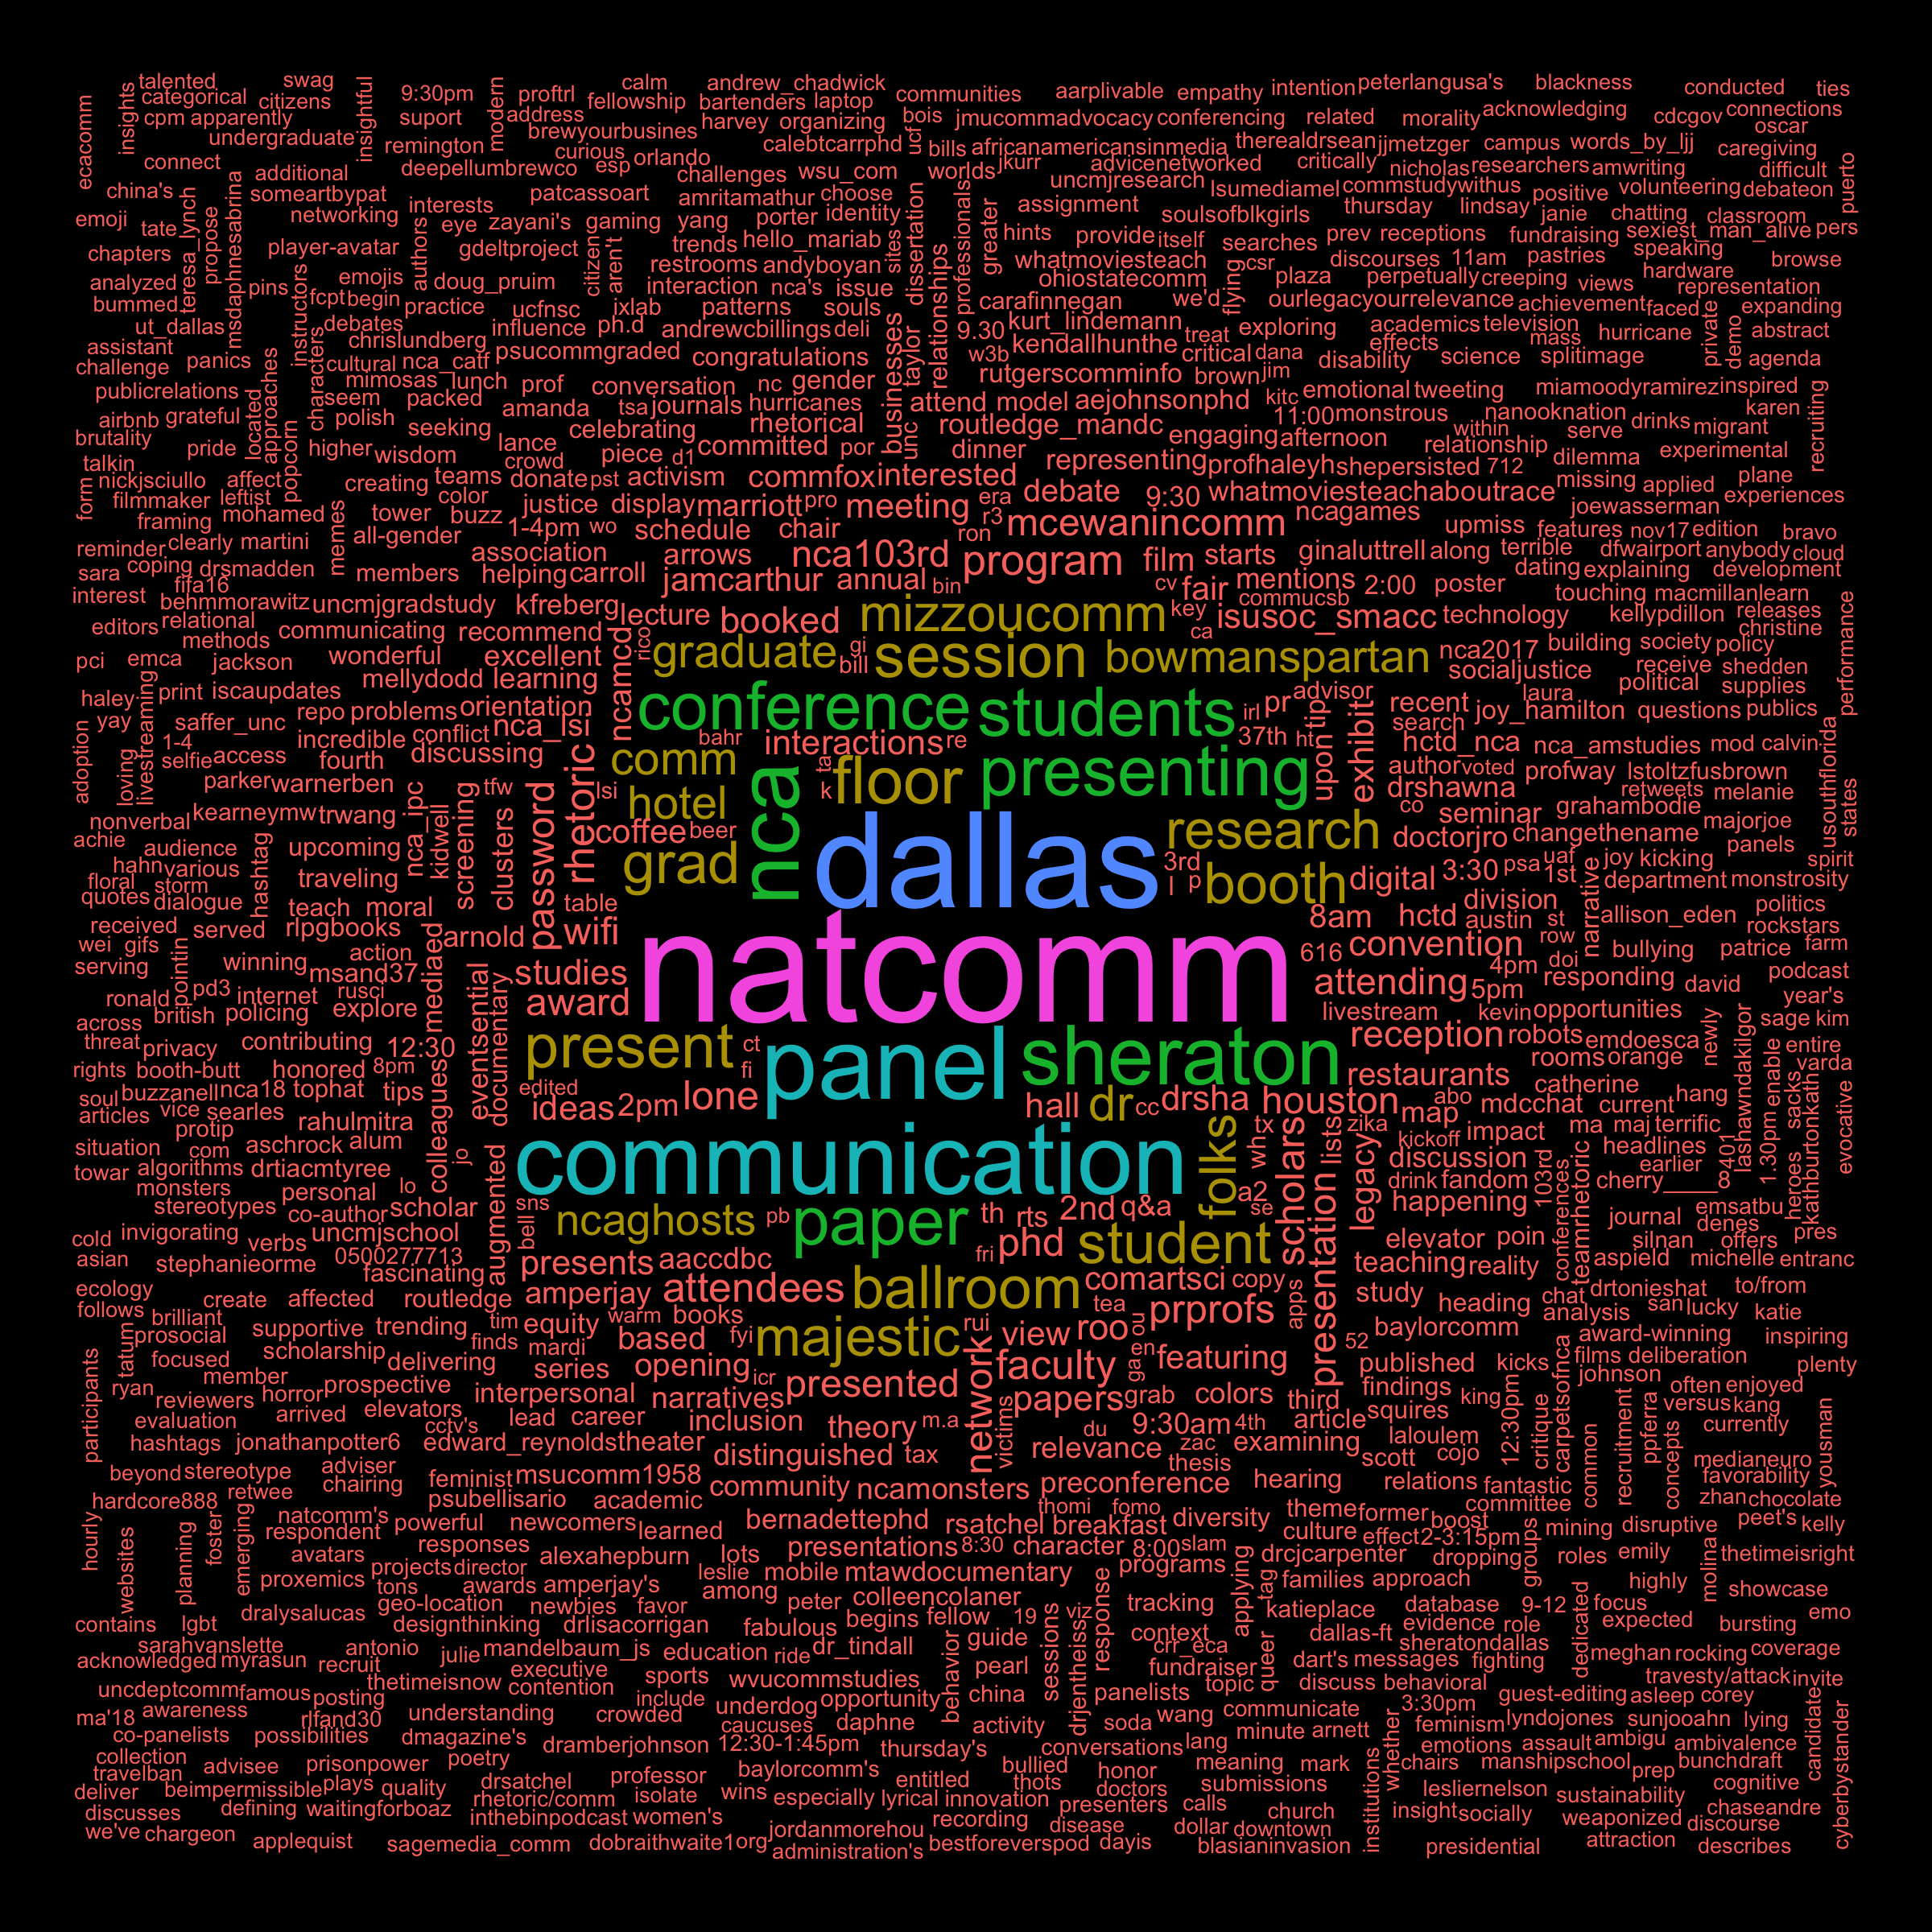 talented swag calm andrew_chadwick peterlangusa's blackness conducted ties
categorical citizens 9:30pm proftrl fellowship bartenders laptop communities aarplivable empathy intention
cpm apparently suport address harvey organizing bois jmucommadvocacy conferencing related morality acknowledging cdcgov connections
ecacomm insights undergraduate insightful remington modern brewyourbusines calebtcarrphd ucf bills africanamericansinmedia therealdrsean jjmetzger campus words_by_ljj oscar
connect additional deepellumbrewco curious esp orlando challenges wsu_com worlds jkurr advicenetworked critically nicholas researchers amwriting caregiving difficult
china's someartbypat interests patcassoart amritamathur choose uncmjresearch lsumediamel commstudywithus positive volunteering debateon puerto
emoji tate networking eye zayani's gaming yang porter identity professionals assignment soulsofblkgirls thursday lindsay janie chatting classroom
teresa_lynch propose msdaphnesabrina player-avatar authors gdeltproject citizen aren't trends hello_mariab sites dissertation greater hints provide itself searches prev receptions fundraising sexiest_man_alive pers
chapters emojis doug_pruim restrooms andyboyan relationships whatmoviesteach csr discourses 11am pastries speaking browse
analyzed pins fcpt begin practice ucfnsc ixlab interaction nca's issue ohiostatecomm flying plaza perpetually creeping views hardware representation
bummed instructors debates influence ph.d patterns souls carafinnegan we'd ourlegacyyourrelevance achievement faced expanding
ut_dallas chrislundberg andrewcbillings deli businesses taylor 9.30 kurt_lindemann treat exploring academics television mass hurricane private demo abstract
assistant panics characters cultural nca_catf psucommgraded congratulations w3b kendallhunthe critical dana disability effects science splitimage agenda
challenge approaches mimosas lunch prof conversation nc gender rutgerscomminfo brown jim emotional tweeting miamoodyramirez inspired
publicrelations located seem packed amanda tsa journals hurricanes attend model aejohnsonphd kitc 11:00 monstrous nanooknation drinks karen recruiting
airbnb grateful polish seeking celebrating rhetorical unc routledge_mandc engaging afternoon within serve migrant
brutality pride popcorn higher wisdom lance piece committed por dinner representing profhaleyh shepersisted relationship dilemma experimental
talkin nickjsciullo affect creating teams crowd donate d1 pst activism commfox interested debate 9:30 712 missing applied plane
form filmmaker leftist color justice display marriott pro meeting era whatmoviesteachaboutrace joewasserman experiences
framing mohamed memes tower buzz 1-4pm wo schedule chair r3 mcewanincomm ncagames upmiss features nov17 edition bravo
reminder clearly martini all-gender association arrows nca103rd ron program film starts ginaluttrell along terrible dfwairport anybody cloud
sara coping drsmadden members helping carroll jamcarthur annual bin cv fair mentions 2:00 poster dating explaining development
interest fifa16 behmmorawitz uncmjgradstudy kfreberg lecture booked mizzoucomm key commucsb isusoc_smacc technology touching macmillanlearn
editors relational communicating recommend ncamcd rico graduate gi session ca bowmanspartan nca2017 kellypdillon releases christine performance
methods wonderful excellent bill building society policy
pci emca jackson mellydodd learning socialjustice receive shedden
haley print iscaupdates orientation conference students irl pr advisor recent laura political supplies
yay saffer_unc repo problems nca_lsi bahr interactions re 37th tip exhibits search joy_hamilton questions publics
adoption 1-4 selfie access loving livestreaming incredible conflict discussing comm ht upon hctd_nca nca_amstudies mod calvin
fourth rhetoric nca ta floor presenting author voted profway lstoltzfusbrown usouthflorida states
parker warnerben nca_ipc tfw password lsi hotel k drshawna retweets melanie
nonverbal kearneymw trwang kidwell screening clusters coffee beer dallas research co seminar grahambodie majorjoe
achie audience hashtag upcoming grad 3rd doctorjro changethename panels
hahn various traveling l p booth digital 3:30 psa uaf joy kicking spirit
floral storm quotes dialogue teach moral table division 1st department monstrosity
received served rlpgbooks arnold wifi natcomm 8am hctd austin st narrative allison_eden politics rockstars
wei gifs action mediaed studies 616 convention row bullying patrice farm
serving pointin winning msand37 award attending 4pm doi responding david podcast
ronald pd3 internet rusci eventsential documentary 5pm year's
across british policing explore livestream kevin opportunities newly sage kim
threat privacy contributing 12:30 present ct panel sheraton reception robots emdoesca entire
rights booth-butt honored 8pm colleagues fi restaurants rooms orange varda
soul buzzanell nca18 tophat tips edited catherine hang enable
articles vice searles ideas 2pm lone hall dr cc drsha houston map abo mdcchat current lashawndakilgor sacks
situation protip rahulmitra communication folks tx zika kickoff impact ma maj terrific 1.30pm kathburtonkath evocative
com aschrock alum jo wh scholars lists legacy discussion headlines
towar algorithms drtiacmtyree augmented drink fandom 103rd earlier 8401 heroes
monsters personal lo sns a2 happening cherry____
stereotypes co-author scholar bell ncaghosts pb paper th rts 2nd q&a se conferences teamrhetoric journal emsatbu denes
cold invigorating verbs uncmjschool fri phd student presentation elevator poin silnan offers pres
asian stephanieorme 0500277713 presents aaccdbc teaching reality aspield michelle entranc
ecology fascinating amperjay attendees ballroom comartsci copy study chat drtonieshat to/from
follows create affected routledge warm books tea prprofs apps heading analysis san lucky katie
brilliant tatum supportive trending tim equity fyi majestic rui view roo ou 52 baylorcomm award-winning inspiring
prosocial scholarship finds mardi based en
participants focused delivering series opening icr network faculty ga featuring published kicks carpetsofnca films deliberation plenty
member ryan horror prospective interpersonal narratives presented papers grab colors third findings king johnson often enjoyed
reviewers arrived elevators lead career inclusion theory m.a victims du 9:30am 4th article squires 12:30pm critique recruitment ppferra versus kang
evaluation cctv's currently yousman
hashtags jonathanpotter6 edward_reynolds theater distinguished tax relevance zac examining laloulem common concepts
beyond stereotype adviser feminist msucomm1958 thesis scott cojo medianeuro
retwee chairing community ncamonsters preconference hearing relations fantastic favorability
hardcore888 psubellisario academic thomi fomo theme former committee zhan chocolate
hourly natcomm's powerful newcomers learned bernadettephd rsatchel breakfast diversity boost peet's kelly
websites planning foster emerging respondent responses presentations 8:30 character 8:00 slam culture effect 2-3:15pm groups mining disruptive
avatars projects director alexahepburn lots leslie mobile mtawdocumentary programs drcjcarpenter dropping roles emily molina thetimeisright
proxemics tons awards amperjay's among peter colleencolaner response applying tag families approach highly showcase
geo-location newbies favor fabulous begins fellow 19 viz tracking katieplace database 9-12 focus
contains lgbt dralysalucas designthinking drlisacorrigan behavior guide sessions context queer dallas-ft evidence role dedicated expected bursting emo
sarahvanslette antonio julie mandelbaum_js education ride dr_tindall crr_eca sheratondallas
acknowledged myrasun recruit executive sports wvucommstudies pearl drjentheisss fundraiser dart's messages fighting meghan rocking coverage
thetimeisnow contention topic discuss behavioral travesty/attack invite
uncdeptcomm famous posting include underdog opportunity china panelists 3:30pm guest-editing asleep corey
ma'18 awareness rlfand30 understanding crowded caucuses daphne activity soda wang communicate whether feminism lyndojones sunjooahn lying candidate
co-panelists possibilities dmagazine's dramberjohnson 12:30-1:45pm thursday's conversations lang minute arnett emotions assault ambigu ambivalence cyberbystander
collection advisee prisonpower poetry baylorcomm's bullied meaning mark institutions chairs manshipschool prep bunchdraft
travelban professor entitled thots honor doctors submissions cognitive
deliver beimpermissible plays quality drsatchel isolate wins especially lyrical innovation presenters calls lesliernelson sustainability
discusses defining waitingforboaz rhetoric/comm inthebinpodcast women's recording disease dollar church insight socially weaponized chaseandre
we've chargeon applequist sagemedia_comm dobraithwaite1org jordanmorehou bestforeverspod dayis downtown blasianinvasion presidential attraction discourse describes
administration's